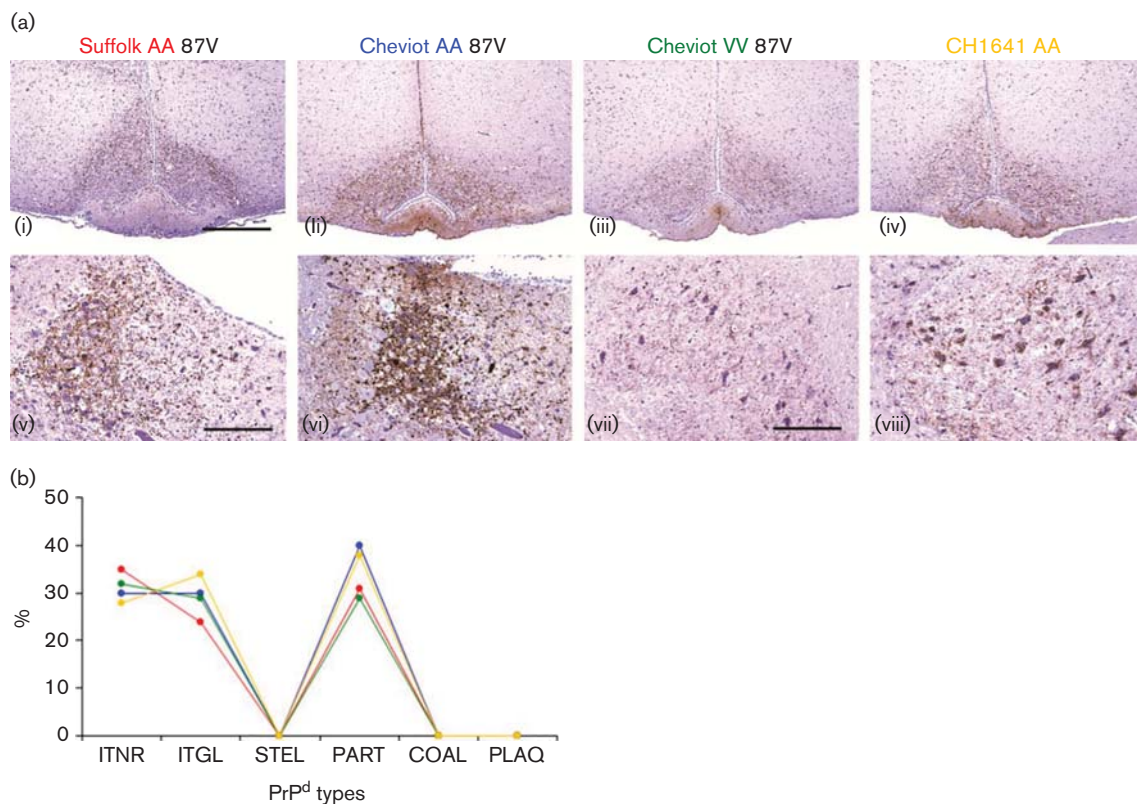 (a)
Suffolk AA 87V
Cheviot AA 87V
Cheviot VV 87V
CH1641 AA
(i)
(Ii)
(iii)
(iv)
(v)
(vi)
(vii)
(viii)
(b)
50
40
30
20
10
0
%
ITNR
ITGL
STEL
PART
COAL
PLAQ
PrPᵈ types